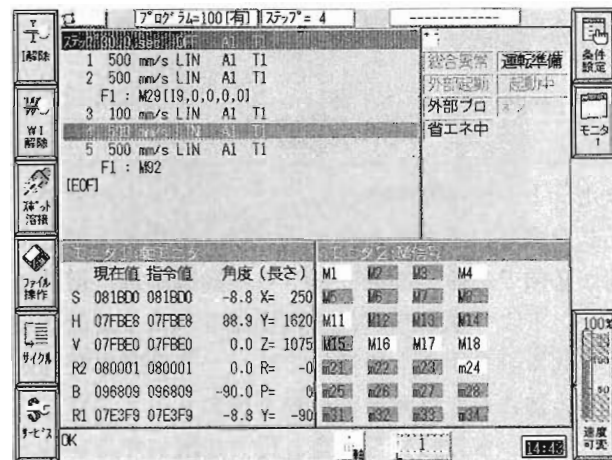 I解除
WI
解除
スポット
溶接
ファイル
操作
サイクル
サービス
プログラム=100 [有] ステップ= 4
1 500 mm/s LIN A1 T1
2 500 mm/s LIN A1 T1
F1 : M29[19,0,0,0,0]
3 100 mm/s LIN A1 T1
4 500 mm/s LIN A1 T1
5 500 mm/s LIN A1 T1
F1 : M92
[EOF]
総合異常 運転準備
外部起動 起動中
外部プロ
省エネ中
現在値 指令値 角度 (長さ)
S 081BD0 081BD0 -8.8 X= 250
H 07FBE8 07FBE8 88.9 Y= 1620
V 07FBE0 07FBE0 0.0 Z= 1075
R2 080001 080001 0.0 R= -0
B 096809 096809 -90.0 P= 0
R1 07E3F9 07E3F9 -8.8 Y= -90
M1 M2 M3 M4
M5 M6 M7 M8
M11 M12 M13 M14
M15 M16 M17 M18
m21 m22 m23 m24
m25 m26 m27 m28
m31 m32 m33 m34
OK
14:43
条件
設定
モニタ
1
100%
速度
可変